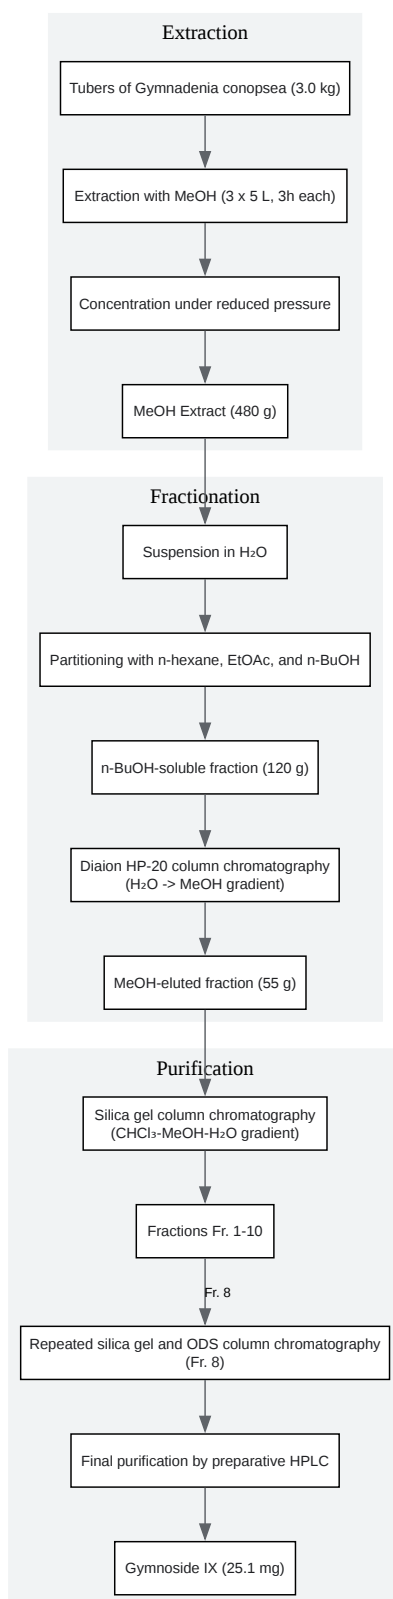 Extraction
Tubers of Gymnadenia conopsea (3.0 kg)
Extraction with MeOH (3 x 5 L, 3h each)
Concentration under reduced pressure
MeOH Extract (480 g)
Fractionation
Suspension in H₂O
Partitioning with n-hexane, EtOAc, and n-BuOH
n-BuOH-soluble fraction (120 g)
Diaion HP-20 column chromatography
(H₂O -> MeOH gradient)
MeOH-eluted fraction (55 g)
Purification
Silica gel column chromatography
(CHCl₃-MeOH-H₂O gradient)
Fractions Fr. 1-10
Fr. 8
Repeated silica gel and ODS column chromatography
(Fr. 8)
Final purification by preparative HPLC
Gymnoside IX (25.1 mg)